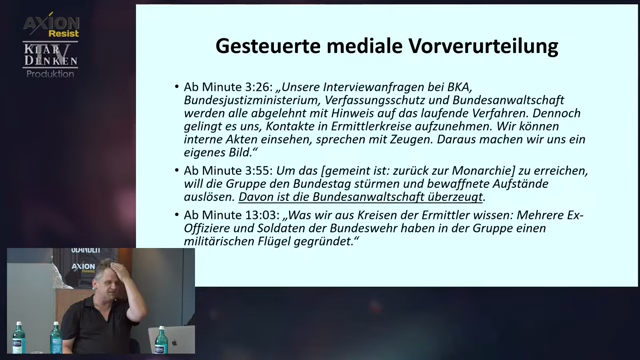 AXION
Resist
KLAR
DENKEN
TV
Produktion
Gesteuerte mediale Vorverurteilung
• Ab Minute 3:26: „Unsere Interviewanfragen bei BKA,
Bundesjustizministerium, Verfassungsschutz und Bundesanwaltschaft
werden alle abgelehnt mit Hinweis auf das laufende Verfahren. Dennoch
gelingt es uns, Kontakte in Ermittlerkreise aufzunehmen. Wir können
interne Akten einsehen, sprechen mit Zeugen. Daraus machen wir uns ein
eigenes Bild.“
• Ab Minute 3:55: Um das [gemeint ist: zurück zur Monarchie] zu erreichen,
will die Gruppe den Bundestag stürmen und bewaffnete Aufstände
auslösen. Davon ist die Bundesanwaltschaft überzeugt.
• Ab Minute 13:03: „Was wir aus Kreisen der Ermittler wissen: Mehrere Ex-
Offiziere und Soldaten der Bundeswehr haben in der Gruppe einen
militärischen Flügel gegründet.“
AXION
Resist